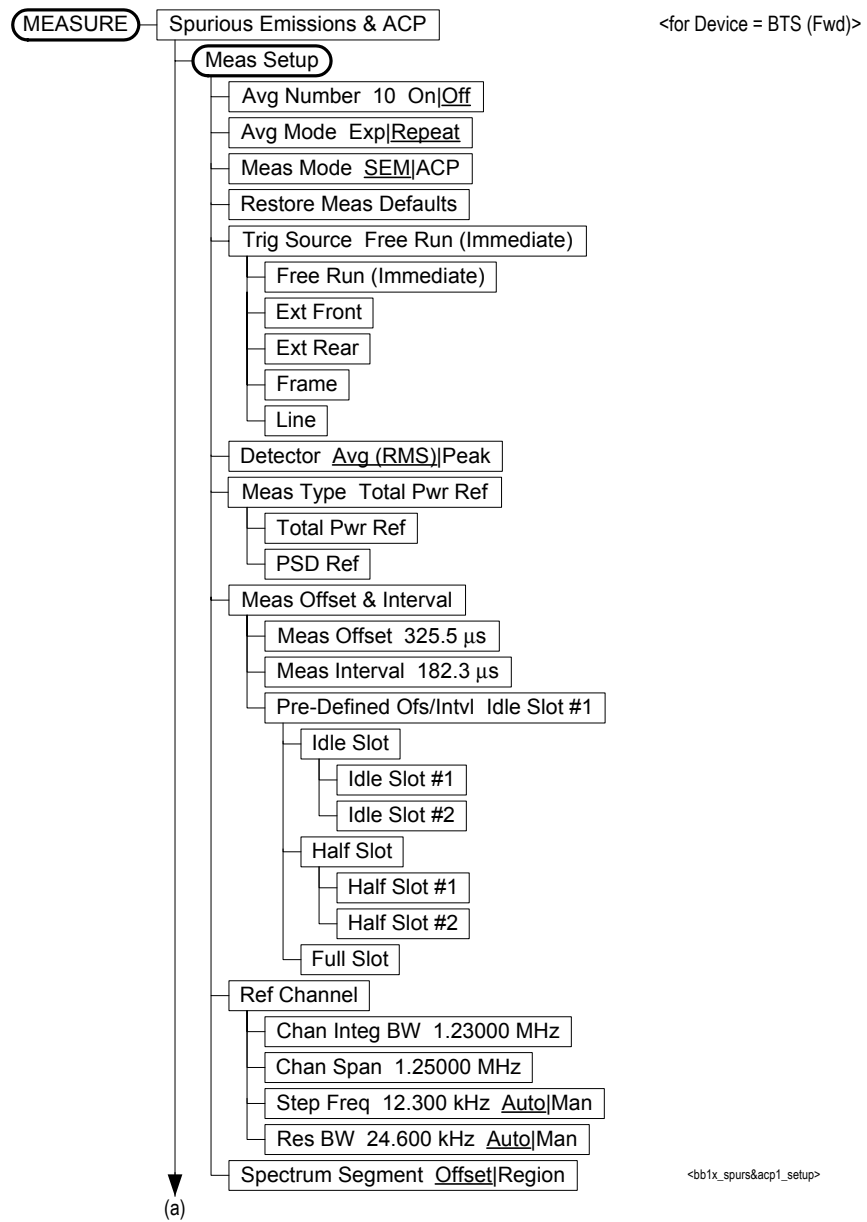 MEASURE Spurious Emissions & ACP <for Device = BTS (Fwd)>
Meas Setup
Avg Number 10 On|Off
Avg Mode Exp|Repeat
Meas Mode SEM|ACP
Restore Meas Defaults
Trig Source Free Run (Immediate)
Free Run (Immediate)
Ext Front
Ext Rear
Frame
Line
Detector Avg (RMS)|Peak
Meas Type Total Pwr Ref
Total Pwr Ref
PSD Ref
Meas Offset & Interval
Meas Offset 325.5 μs
Meas Interval 182.3 μs
Pre-Defined Ofs/Intvl Idle Slot #1
Idle Slot
Idle Slot #1
Idle Slot #2
Half Slot
Half Slot #1
Half Slot #2
Full Slot
Ref Channel
Chan Integ BW 1.23000 MHz
Chan Span 1.25000 MHz
Step Freq 12.300 kHz Auto|Man
Res BW 24.600 kHz Auto|Man
Spectrum Segment Offset|Region <bb1x_spurs&acp1_setup>
(a)